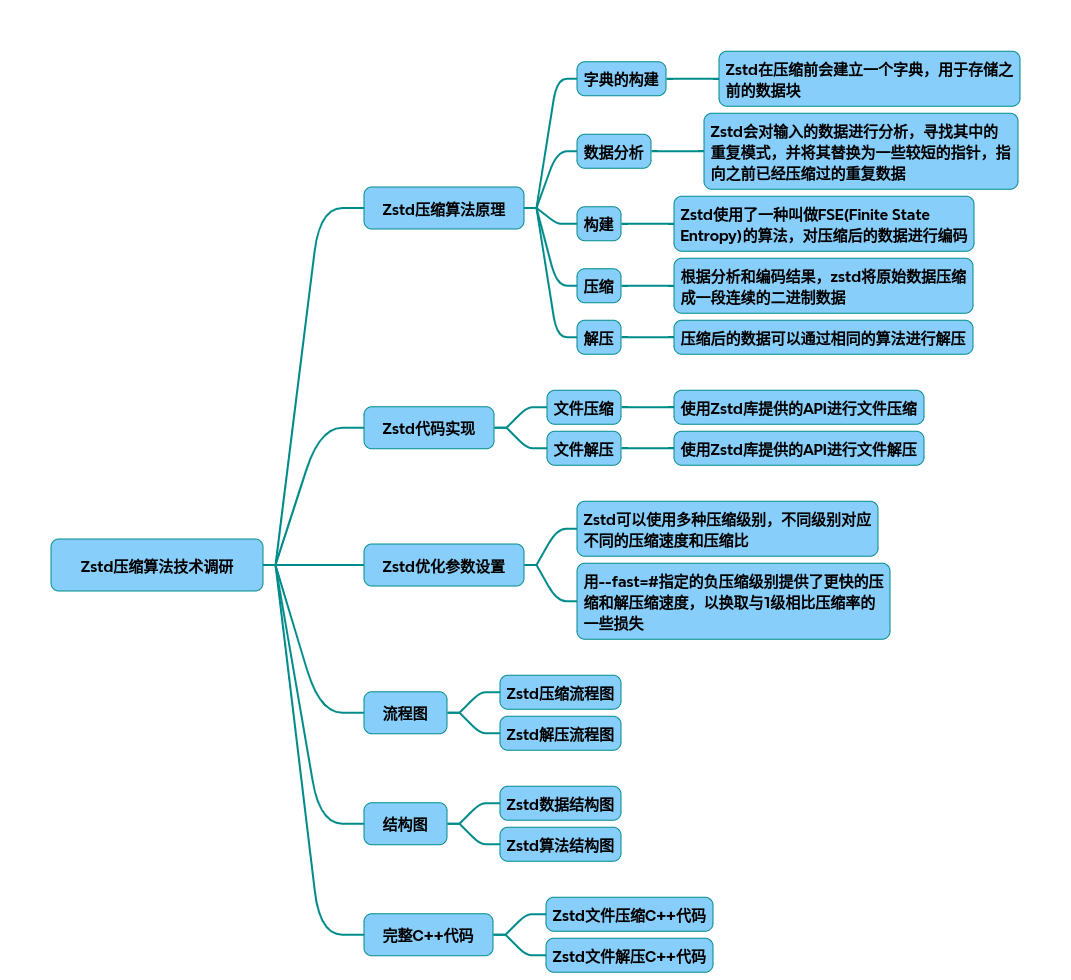 Zstd压缩算法技术调研
Zstd压缩算法原理
字典的构建
Zstd在压缩前会建立一个字典，用于存储之
前的数据块
数据分析
Zstd会对输入的数据进行分析，寻找其中的
重复模式，并将其替换为一些较短的指针，指
向之前已经压缩过的重复数据
构建
Zstd使用了一种叫做FSE(Finite State
Entropy)的算法，对压缩后的数据进行编码
压缩
根据分析和编码结果，zstd将原始数据压缩
成一段连续的二进制数据
解压
压缩后的数据可以通过相同的算法进行解压
Zstd代码实现
文件压缩
使用Zstd库提供的API进行文件压缩
文件解压
使用Zstd库提供的API进行文件解压
Zstd优化参数设置
Zstd可以使用多种压缩级别，不同级别对应
不同的压缩速度和压缩比
用--fast=#指定的负压缩级别提供了更快的压
缩和解压缩速度，以换取与1级相比压缩率的
一些损失
流程图
Zstd压缩流程图
Zstd解压流程图
结构图
Zstd数据结构图
Zstd算法结构图
完整C++代码
Zstd文件压缩C++代码
Zstd文件解压C++代码